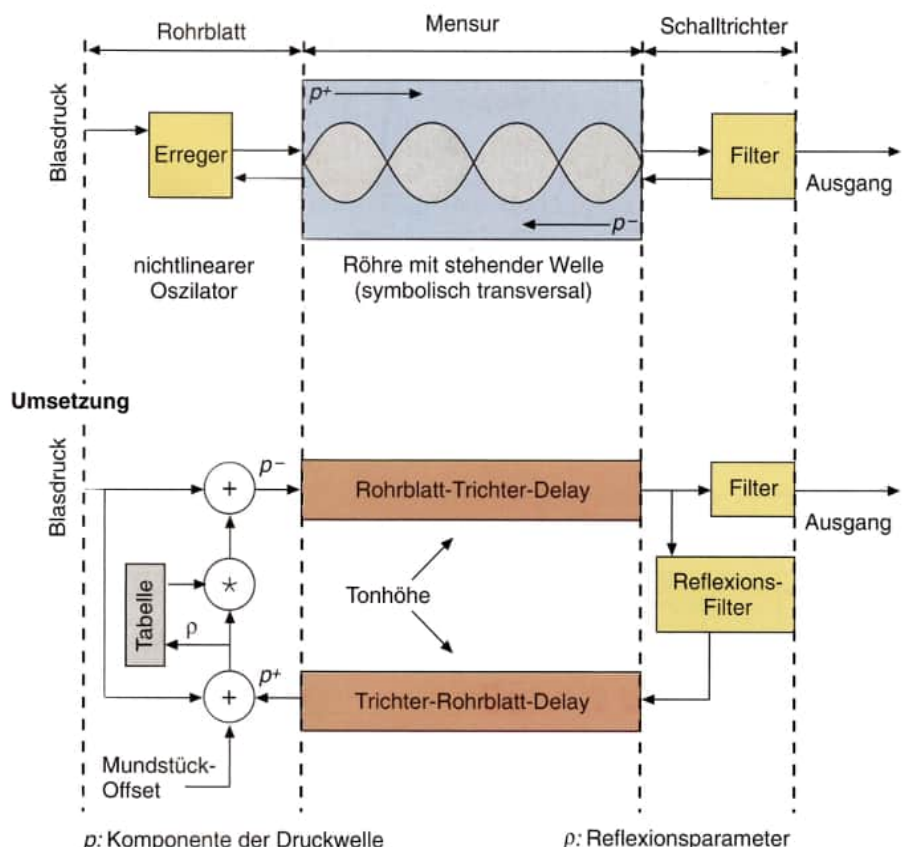 Rohrblatt
Mensur
Schalltrichter
Blasdruck
p+
Erreger
Filter
Ausgang
p−
nichtlinearer
Oszilator
Röhre mit stehender Welle
(symbolisch transversal)
Umsetzung
Blasdruck
p−
+
Rohrblatt-Trichter-Delay
Filter
Ausgang
Tabelle
*
Tonhöhe
Reflexions-
Filter
ρ
p+
+
Trichter-Rohrblatt-Delay
Mundstück-
Offset
p: Komponente der Druckwelle
ρ: Reflexionsparameter